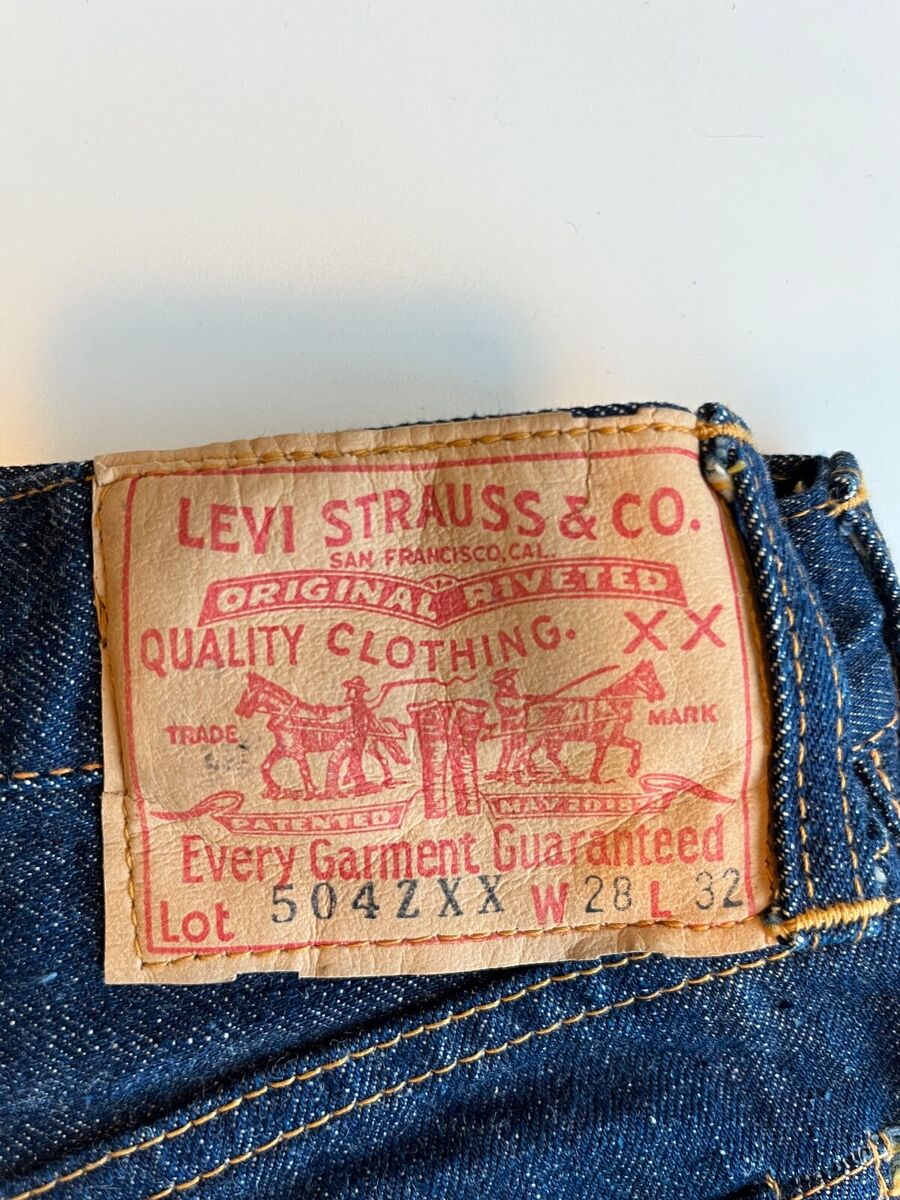 LEVI STRAUSS & CO.
SAN FRANCISCO, CAL.
ORIGINAL RIVETED
QUALITY CLOTHING. XX
TRADE MARK
PATENTED MAY 20 1873
Every Garment Guaranteed
Lot 504ZXX W 28 L 32